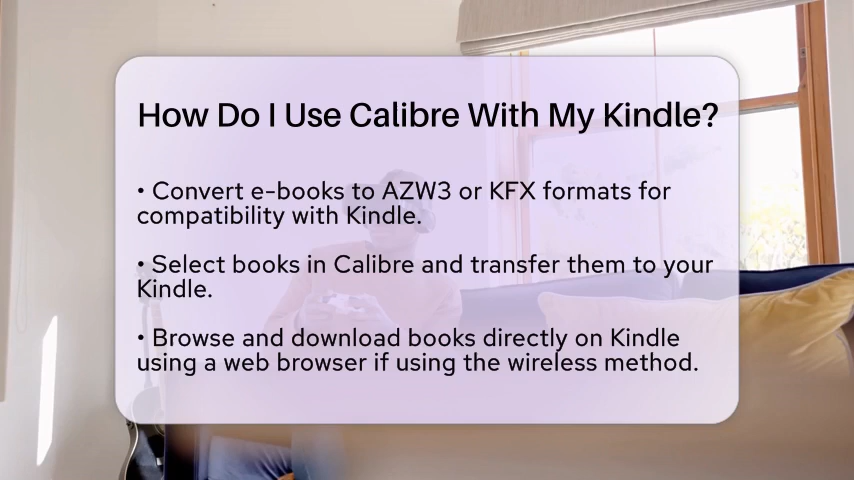 How Do I Use Calibre With My Kindle?
• Convert e-books to AZW3 or KFX formats for
compatibility with Kindle.
• Select books in Calibre and transfer them to your
Kindle.
• Browse and download books directly on Kindle
using a web browser if using the wireless method.